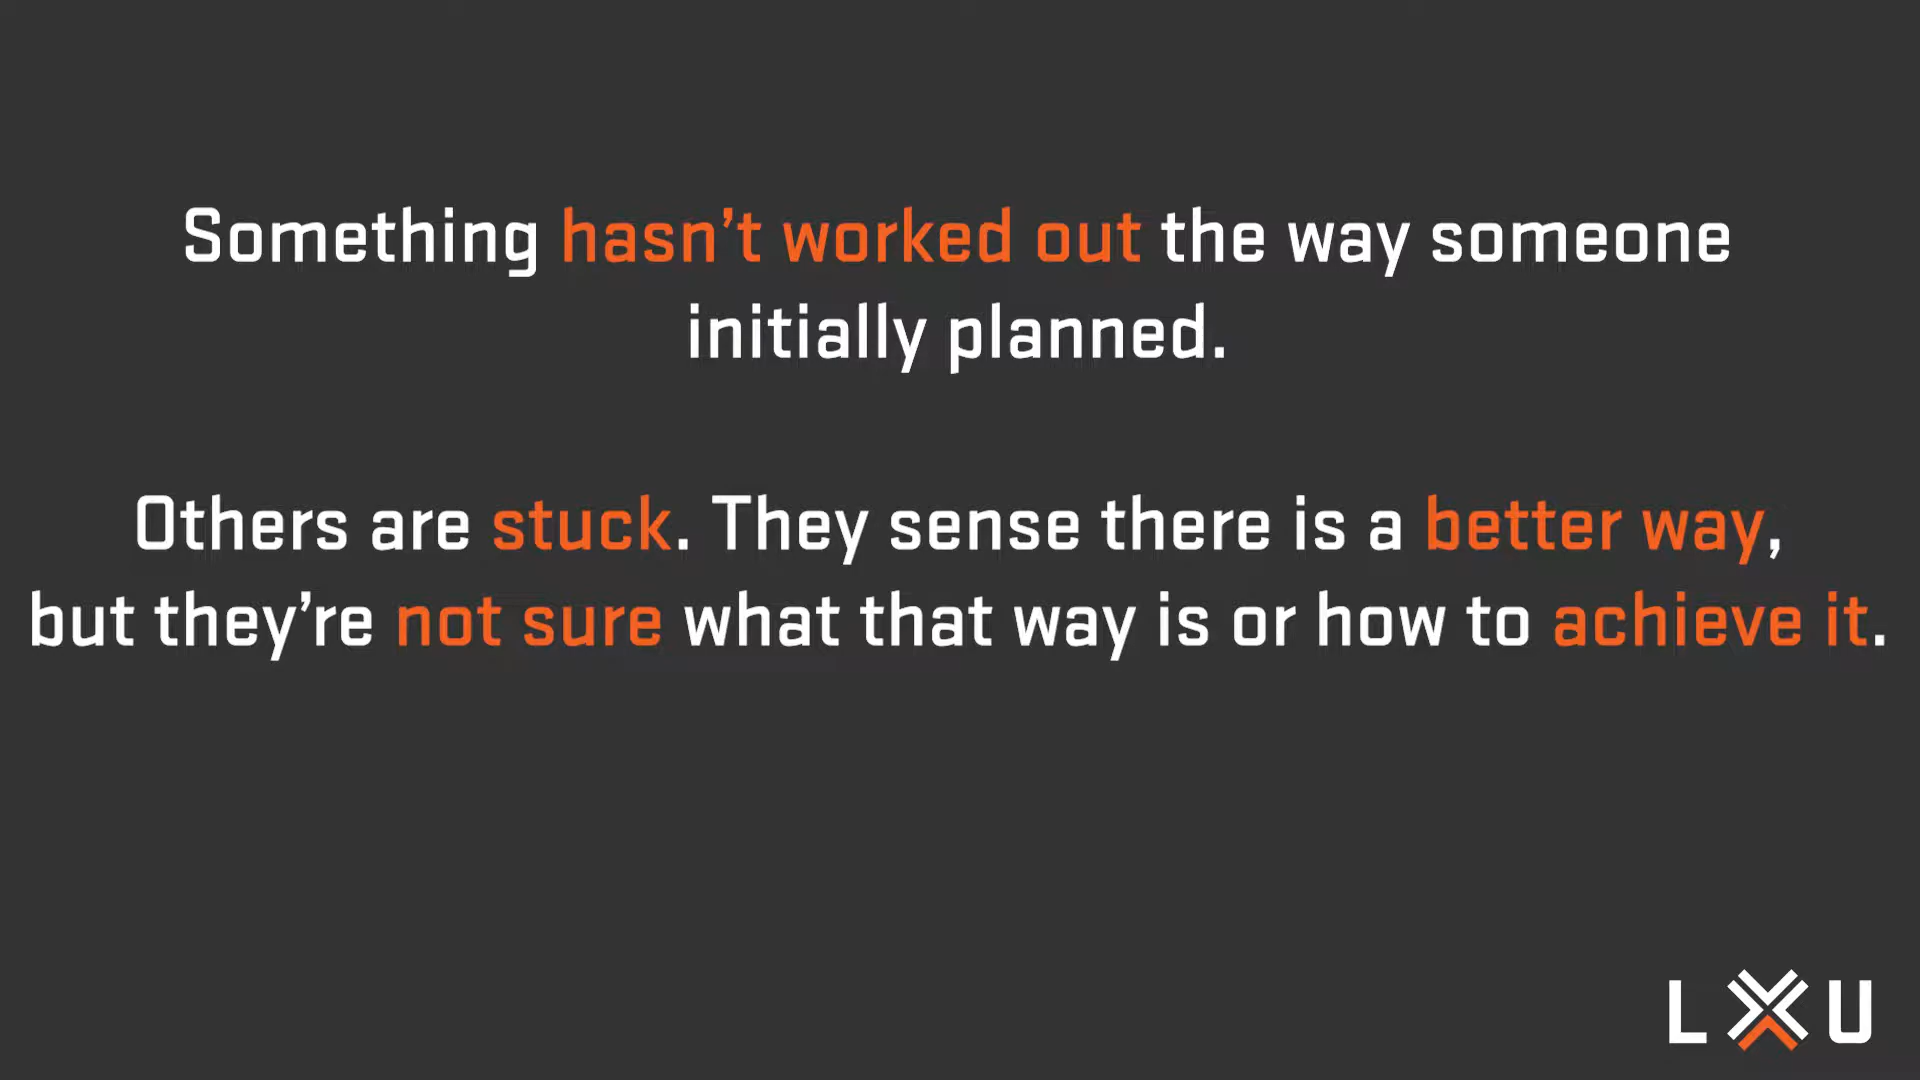 Something hasn’t worked out the way someone
initially planned.
Others are stuck. They sense there is a better way,
but they’re not sure what that way is or how to achieve it.
LXU